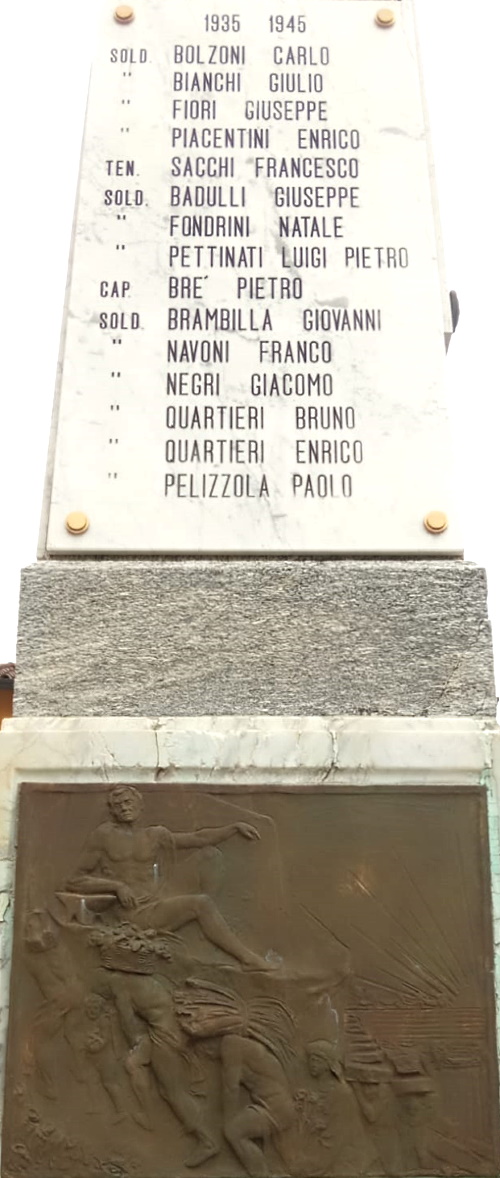 1935 1945
SOLD. BOLZONI CARLO
" BIANCHI GIULIO
" FIORI GIUSEPPE
" PIACENTINI ENRICO
TEN. SACCHI FRANCESCO
SOLD. BADULLI GIUSEPPE
" FONDRINI NATALE
" PETTINATI LUIGI PIETRO
CAP. BRE´ PIETRO
SOLD. BRAMBILLA GIOVANNI
" NAVONI FRANCO
" NEGRI GIACOMO
" QUARTIERI BRUNO
" QUARTIERI ENRICO
" PELIZZOLA PAOLO